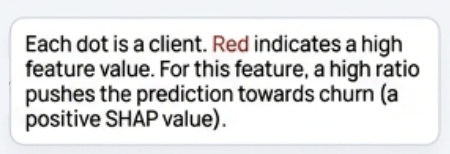 Each dot is a client. Red indicates a high
feature value. For this feature, a high ratio
pushes the prediction towards churn (a
positive SHAP value).